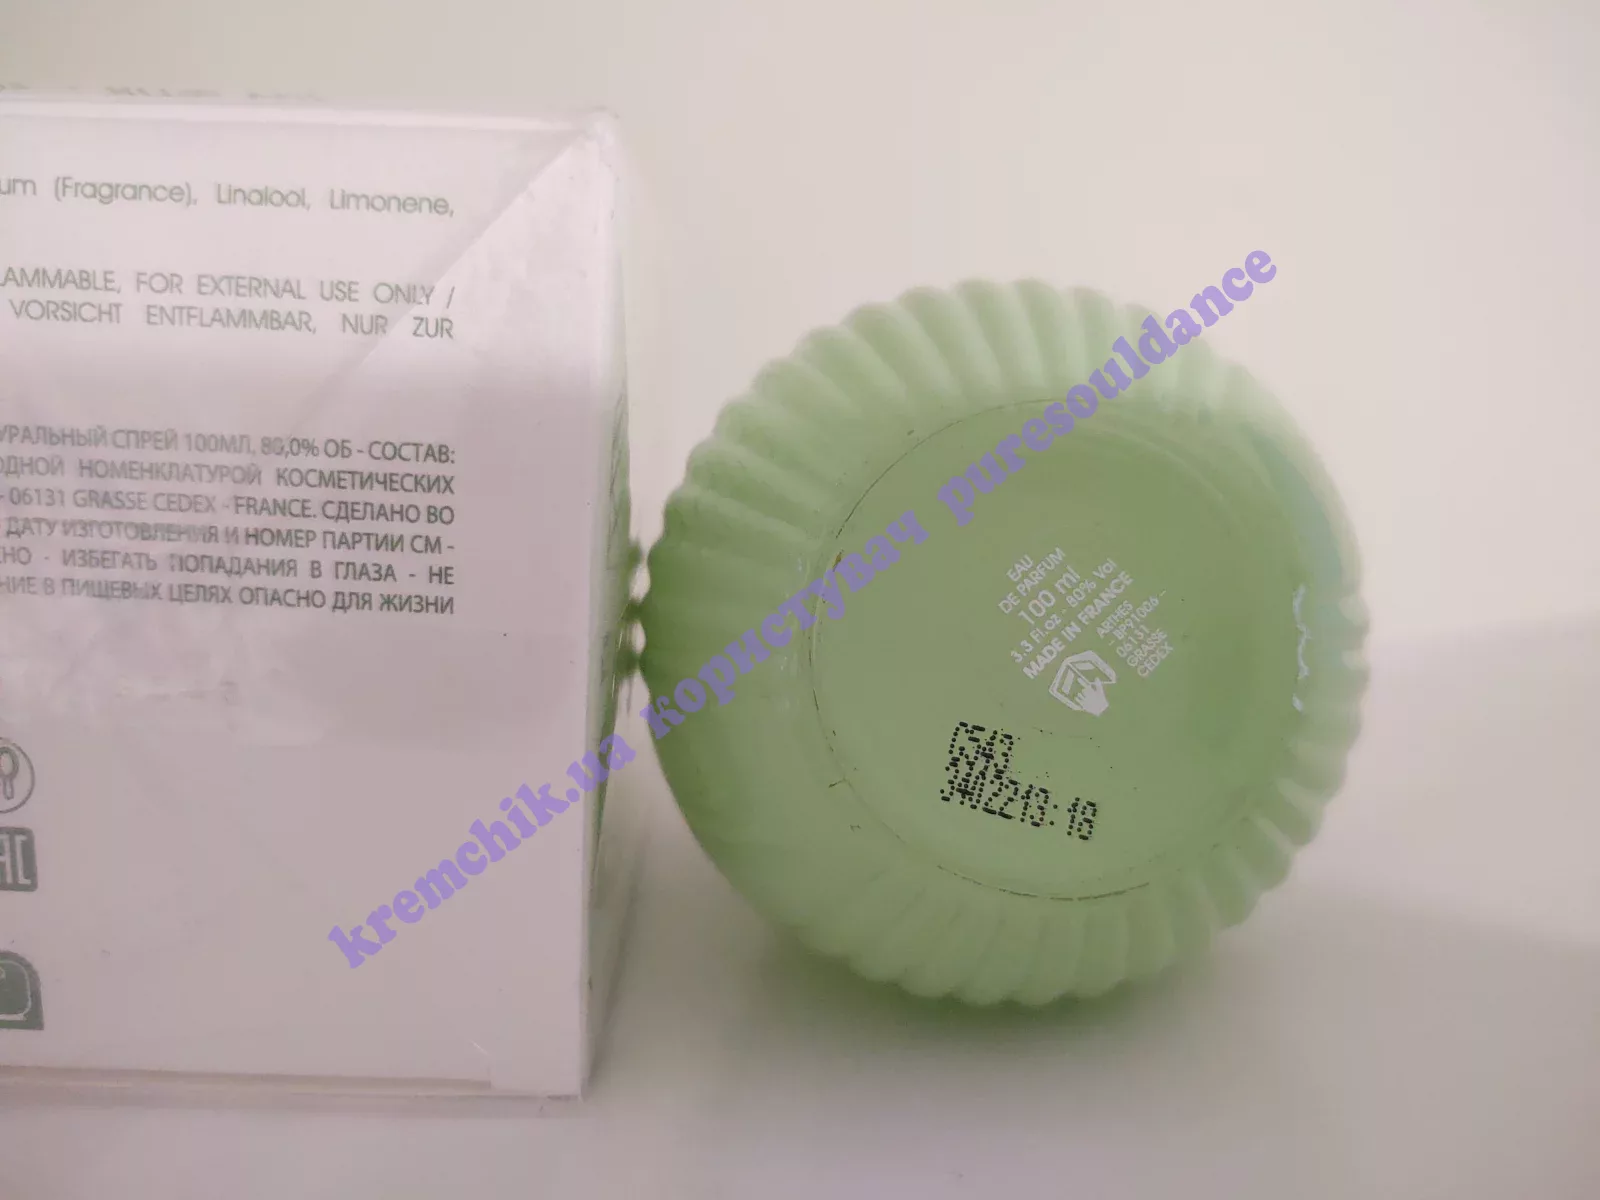 um (Fragrance), Linalool, Limonene,
LAMMABLE, FOR EXTERNAL USE ONLY /
VORSICHT ENTFLAMMBAR, NUR ZUR
УРАЛЬНЫЙ СПРЕЙ 100МЛ, 80,0% ОБ - СОСТАВ:
ОДНОЙ НОМЕНКЛАТУРОЙ КОСМЕТИЧЕСКИХ
- 06131 GRASSE CEDEX - FRANCE. СДЕЛАНО ВО
ДАТУ ИЗГОТОВЛЕНИЯ И НОМЕР ПАРТИИ СМ -
НО - ИЗБЕГАТЬ ПОПАДАНИЯ В ГЛАЗА - НЕ
НИЕ В ПИЩЕВЫХ ЦЕЛЯХ ОПАСНО ДЛЯ ЖИЗНИ
EAU
DE PARFUM
100 ml
3.3 Fl.oz - 80% Vol
MADE IN FRANCE
ARTHES
- BP91006 -
06131
GRASSE
CEDEX
kremchik.ua користувач puresouldance